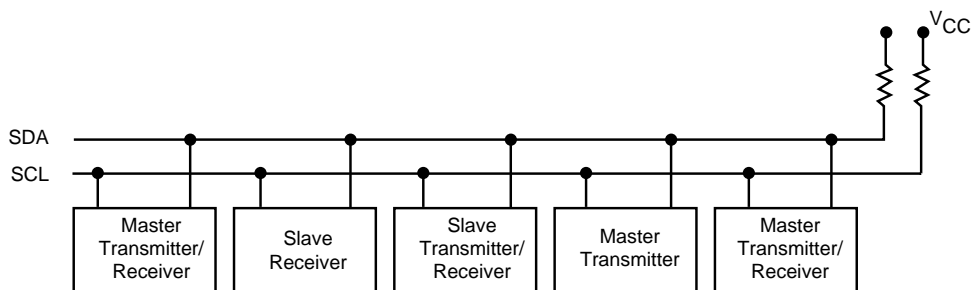 VCC
SDA
SCL
Master
Transmitter/
Receiver
Slave
Receiver
Slave
Transmitter/
Receiver
Master
Transmitter
Master
Transmitter/
Receiver